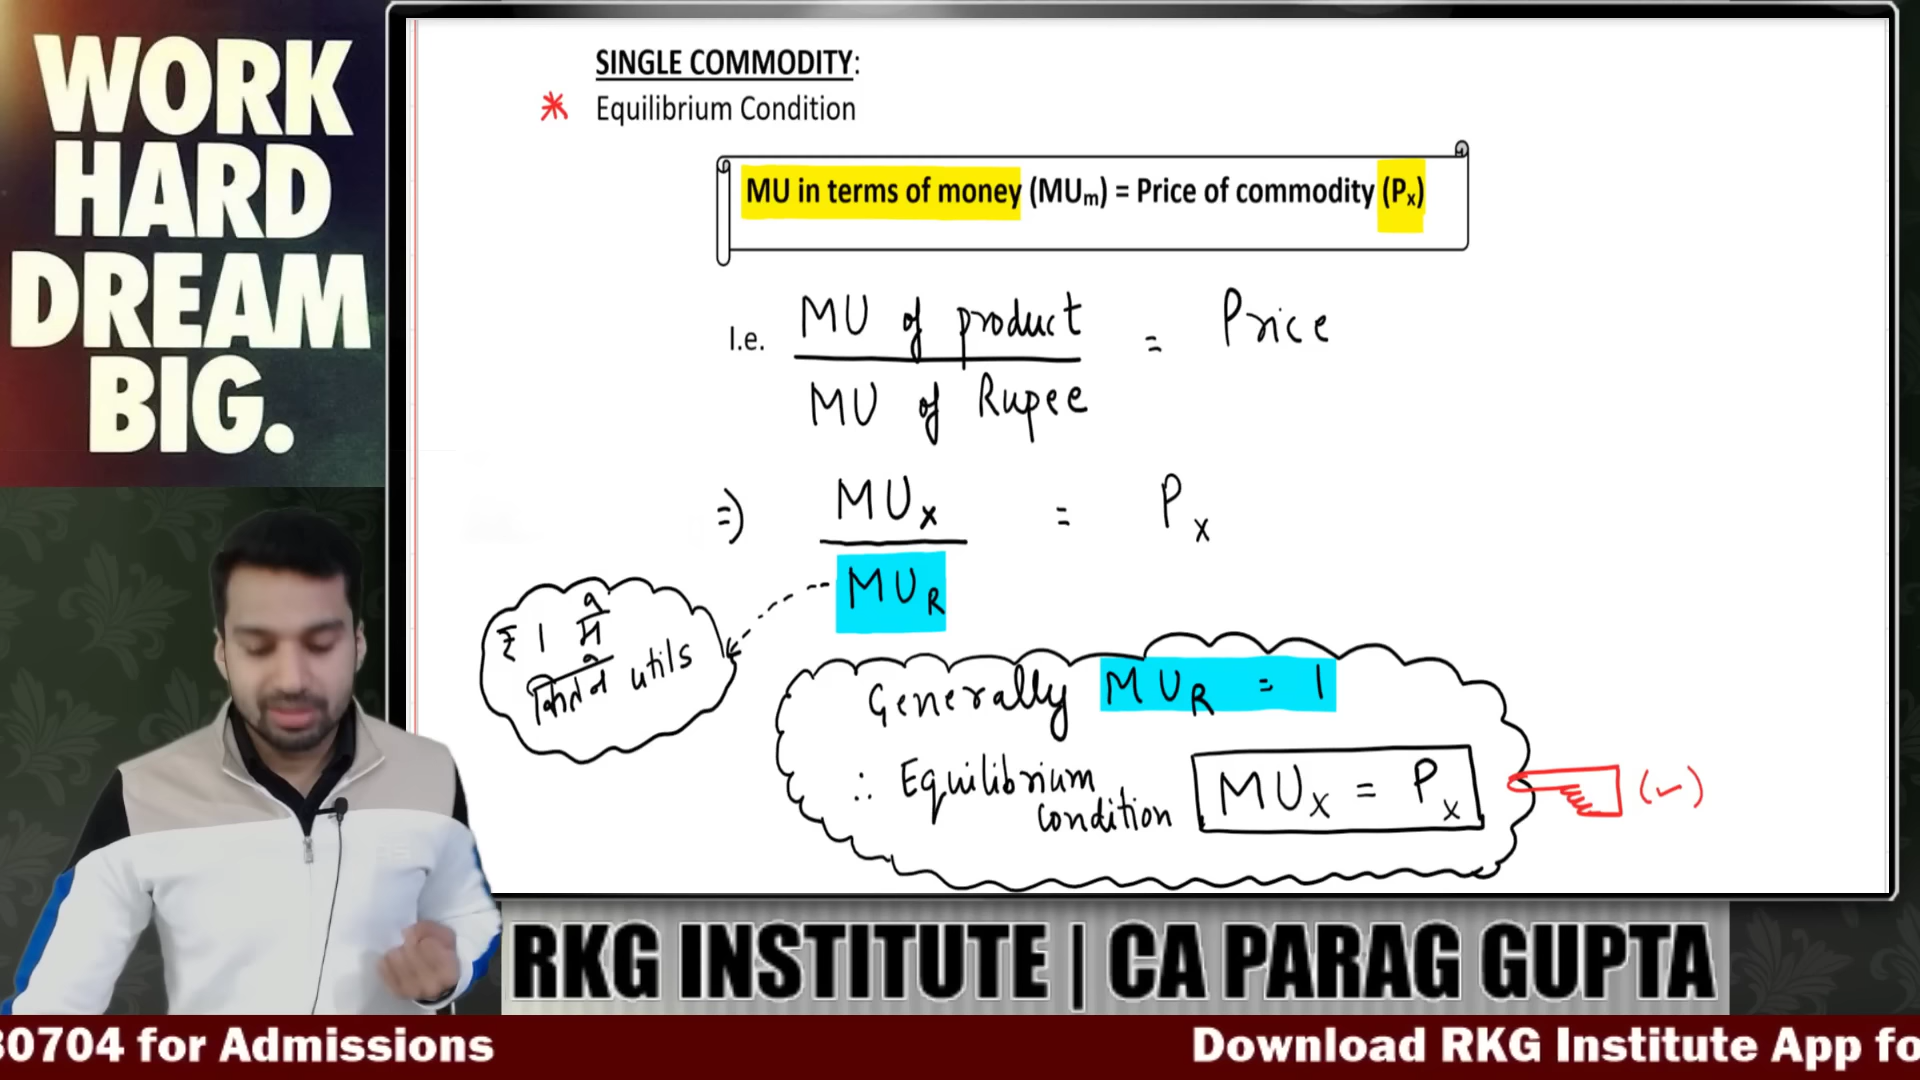 WORK
HARD
DREAM
BIG.
SINGLE COMMODITY:
* Equilibrium Condition
MU in terms of money (MUm) = Price of commodity (Px)
I.e. MU of product = Price
MU of Rupee
=) MUx = Px
MUR
₹ 1 में
कितने utils
Generally MUR = 1
∴ Equilibrium
condition MUx = Px
(✓)
RKG INSTITUTE | CA PARAG GUPTA
30704 for Admissions
Download RKG Institute App fo